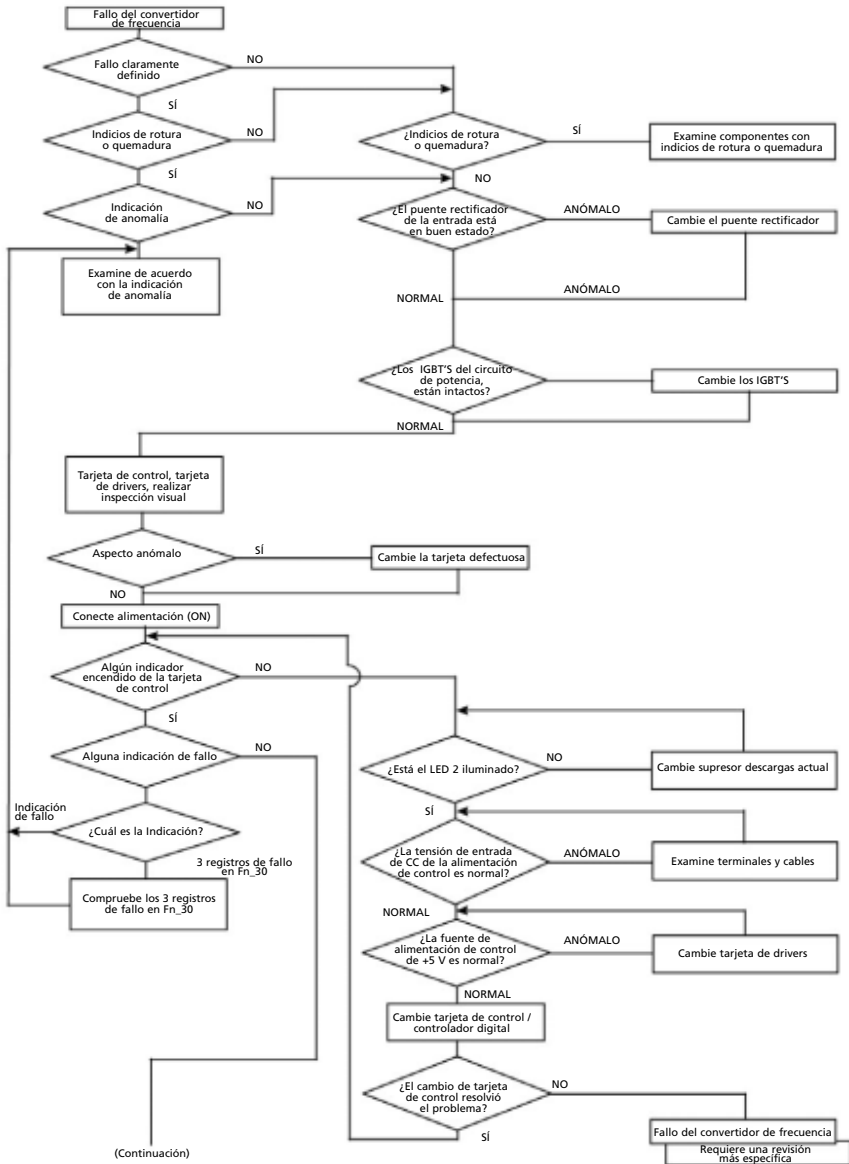 Fallo del convertidor
de frecuencia
Fallo claramente
definido
NO
SÍ
Indicios de rotura
o quemadura
NO
SÍ
Indicación
de anomalía
NO
Examine de acuerdo
con la indicación
de anomalía
¿Indicios de rotura
o quemadura?
SÍ
Examine componentes con
indicios de rotura o quemadura
NO
¿El puente rectificador
de la entrada está
en buen estado?
ANÓMALO
Cambie el puente rectificador
NORMAL
ANÓMALO
¿Los IGBT'S del circuito
de potencia,
están intactos?
Cambie los IGBT'S
NORMAL
Tarjeta de control, tarjeta
de drivers, realizar
inspección visual
Aspecto anómalo
SÍ
Cambie la tarjeta defectuosa
NO
Conecte alimentación (ON)
Algún indicador
encendido de la tarjeta
de control
NO
SÍ
Alguna indicación de fallo
NO
Indicación
de fallo
¿Cuál es la Indicación?
3 registros de fallo
en Fn_30
Compruebe los 3 registros
de fallo en Fn_30
(Continuación)
¿Está el LED 2 iluminado?
NO
Cambie supresor descargas actual
SÍ
¿La tensión de entrada
de CC de la alimentación
de control es normal?
ANÓMALO
Examine terminales y cables
NORMAL
¿La fuente de
alimentación de control
de +5 V es normal?
ANÓMALO
Cambie tarjeta de drivers
NORMAL
Cambie tarjeta de control /
controlador digital
¿El cambio de tarjeta
de control resolvió
el problema?
NO
SÍ
Fallo del convertidor de frecuencia
Requiere una revisión
más específica